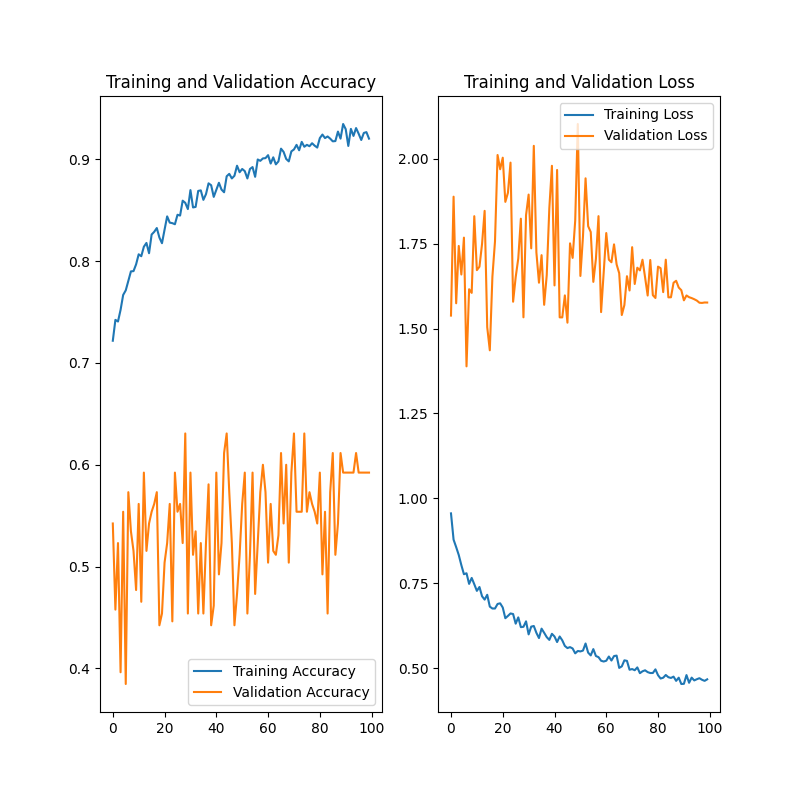 Training and Validation Accuracy
0.9
0.8
0.7
0.6
0.5
0.4
0 20 40 60 80 100
Training Accuracy
Validation Accuracy
Training and Validation Loss
2.00
1.75
1.50
1.25
1.00
0.75
0.50
0 20 40 60 80 100
Training Loss
Validation Loss